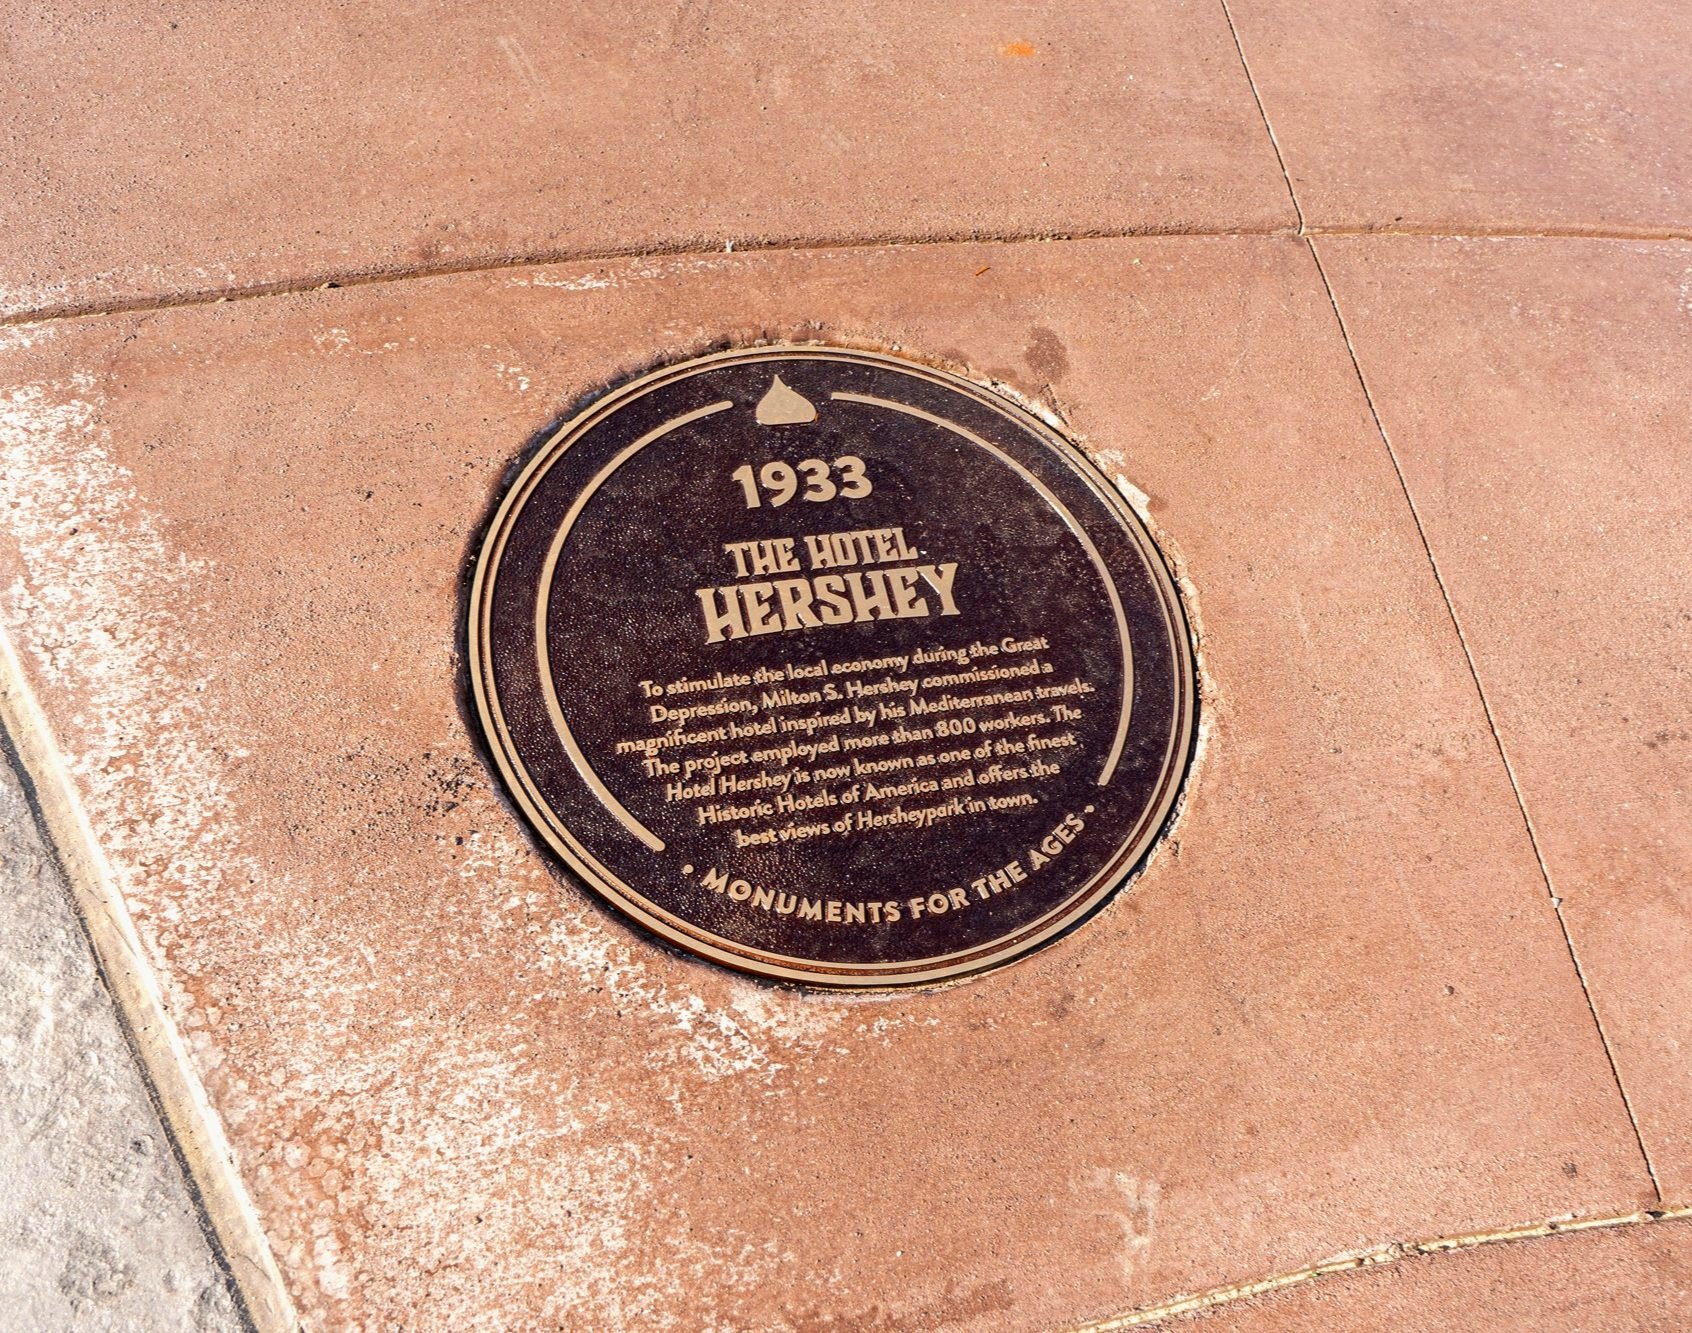 1933
THE HOTEL
HERSHEY
To stimulate the local economy during the Great
Depression, Milton S. Hershey commissioned a
magnificent hotel inspired by his Mediterranean travels.
The project employed more than 800 workers. The
Hotel Hershey is now known as one of the finest
Historic Hotels of America and offers the
best views of Hersheypark in town.
• MONUMENTS FOR THE AGES •